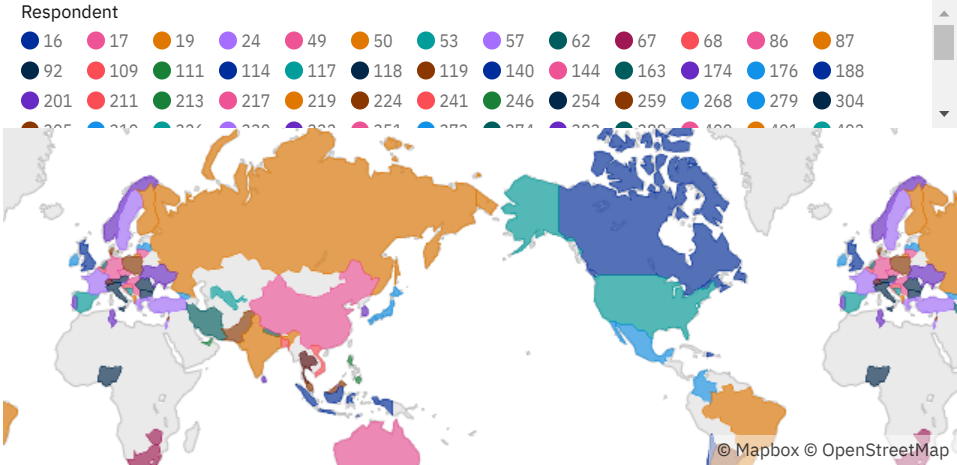 Respondent
16 17 19 24 49 50 53 57 62 67 68 86 87
92 109 111 114 117 118 119 140 144 163 174 176 188
201 211 213 217 219 224 241 246 254 259 268 279 304
© Mapbox © OpenStreetMap